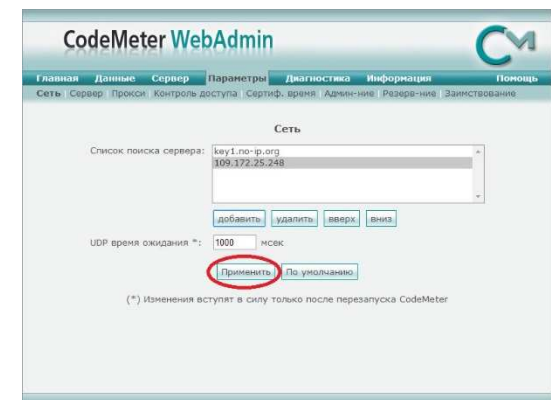 CodeMeter WebAdmin
Главная Данные Сервер Параметры Диагностика Информация Помощь
Сеть Сервер Прокси Контроль доступа Сертиф. время Админ-ние Резерв-ние Заимствование
Сеть
Список поиска сервера: key1.no-ip.org
109.172.25.248
добавить удалить вверх вниз
UDP время ожидания *: 1000 мсек
Применить По умолчанию
(*) Изменения вступят в силу только после перезапуска CodeMeter